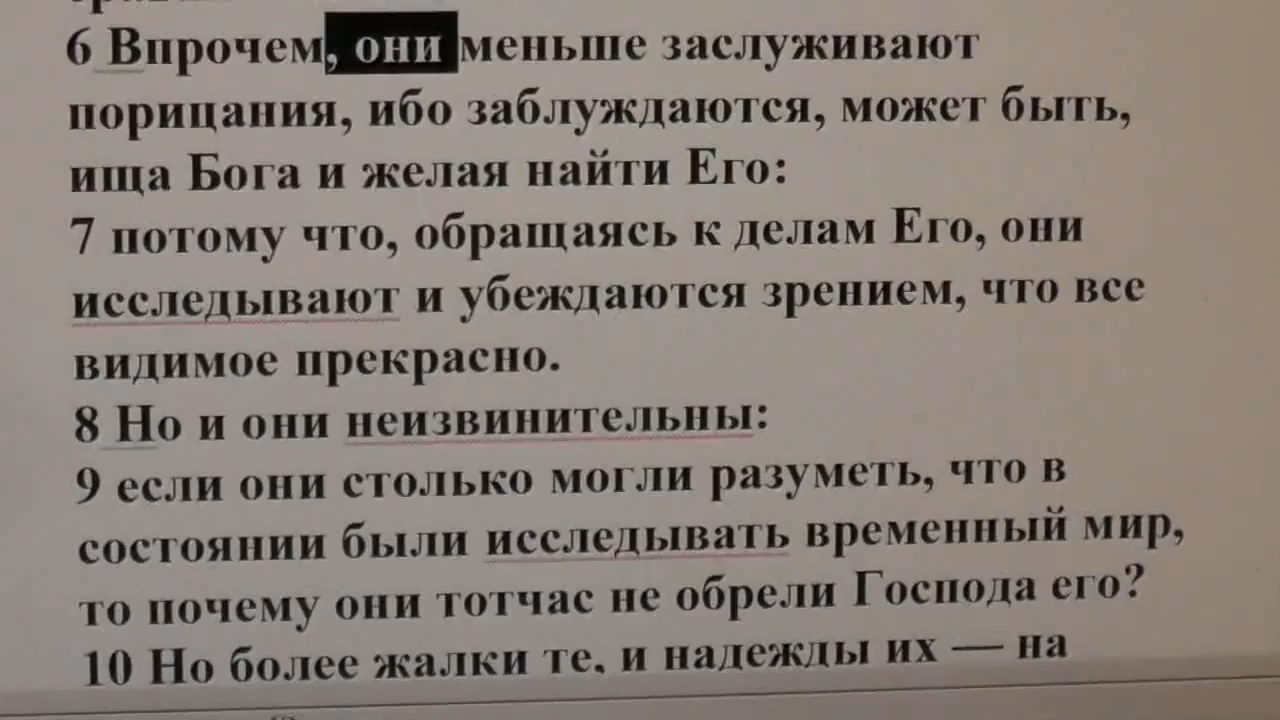 6 Впрочем, они меньше заслуживают
порицания, ибо заблуждаются, может быть,
ища Бога и желая найти Его:
7 потому что, обращаясь к делам Его, они
исследывают и убеждаются зрением, что все
видимое прекрасно.
8 Но и они неизвинительны:
9 если они столько могли разуметь, что в
состоянии были исследывать временный мир,
то почему они тотчас не обрели Господа его?
10 Но более жалки те, и надежды их — на